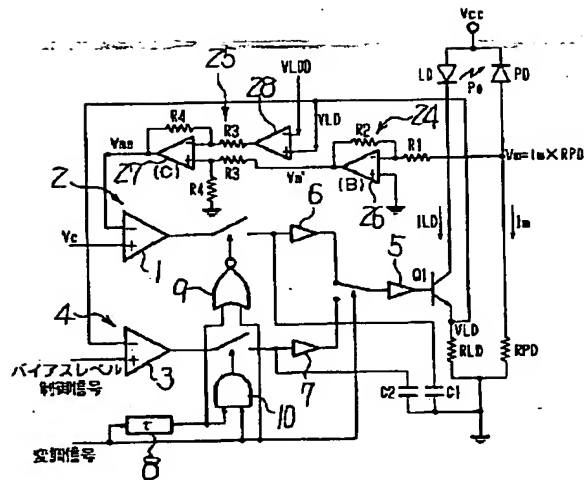 Vcc
25
VLDD
LD
Po
PD
28
VLD
24
R4
R3
R2
R1
Vm=Im×RPD
27
(C)
R3
Vm'
(B)
26
2
R4
6
ILD
Im
Vc
1
5
Q1
9
4
VLD
RLD
RPD
3
7
バイアスレベル
制御信号
C2
C1
10
τ
変調信号
8